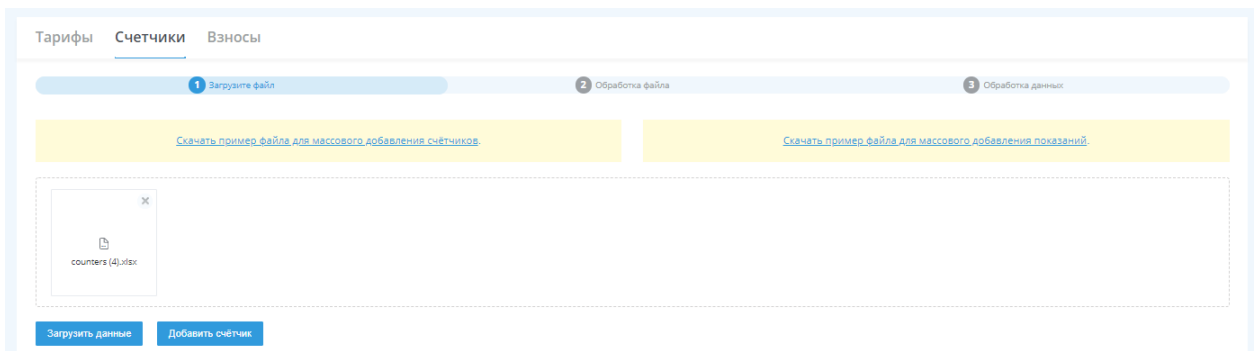 Тарифы Счетчики Взносы
1 Загрузите файл 2 Обработка файла 3 Обработка данных
Скачать пример файла для массового добавления счётчиков. Скачать пример файла для массового добавления показаний.
counters (4).xlsx
Загрузить данные Добавить счётчик